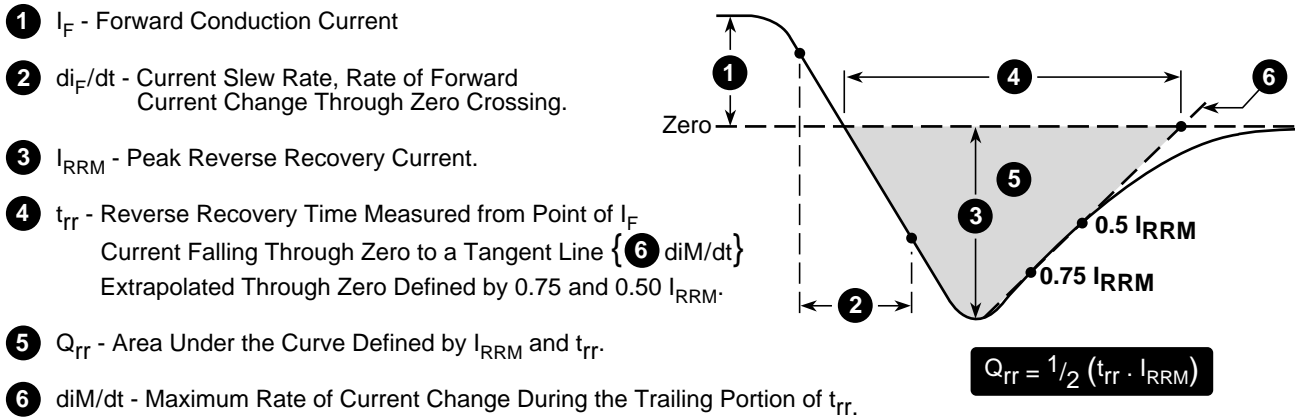 1 I_F - Forward Conduction Current
2 di_F/dt - Current Slew Rate, Rate of Forward
Current Change Through Zero Crossing.
3 I_RRM - Peak Reverse Recovery Current.
4 t_rr - Reverse Recovery Time Measured from Point of I_F
Current Falling Through Zero to a Tangent Line {6 diM/dt}
Extrapolated Through Zero Defined by 0.75 and 0.50 I_RRM.
5 Q_rr - Area Under the Curve Defined by I_RRM and t_rr.
6 diM/dt - Maximum Rate of Current Change During the Trailing Portion of t_rr.
1
4
6
Zero
5
3
0.5 I_RRM
0.75 I_RRM
2
Q_rr = 1/2 (t_rr · I_RRM)